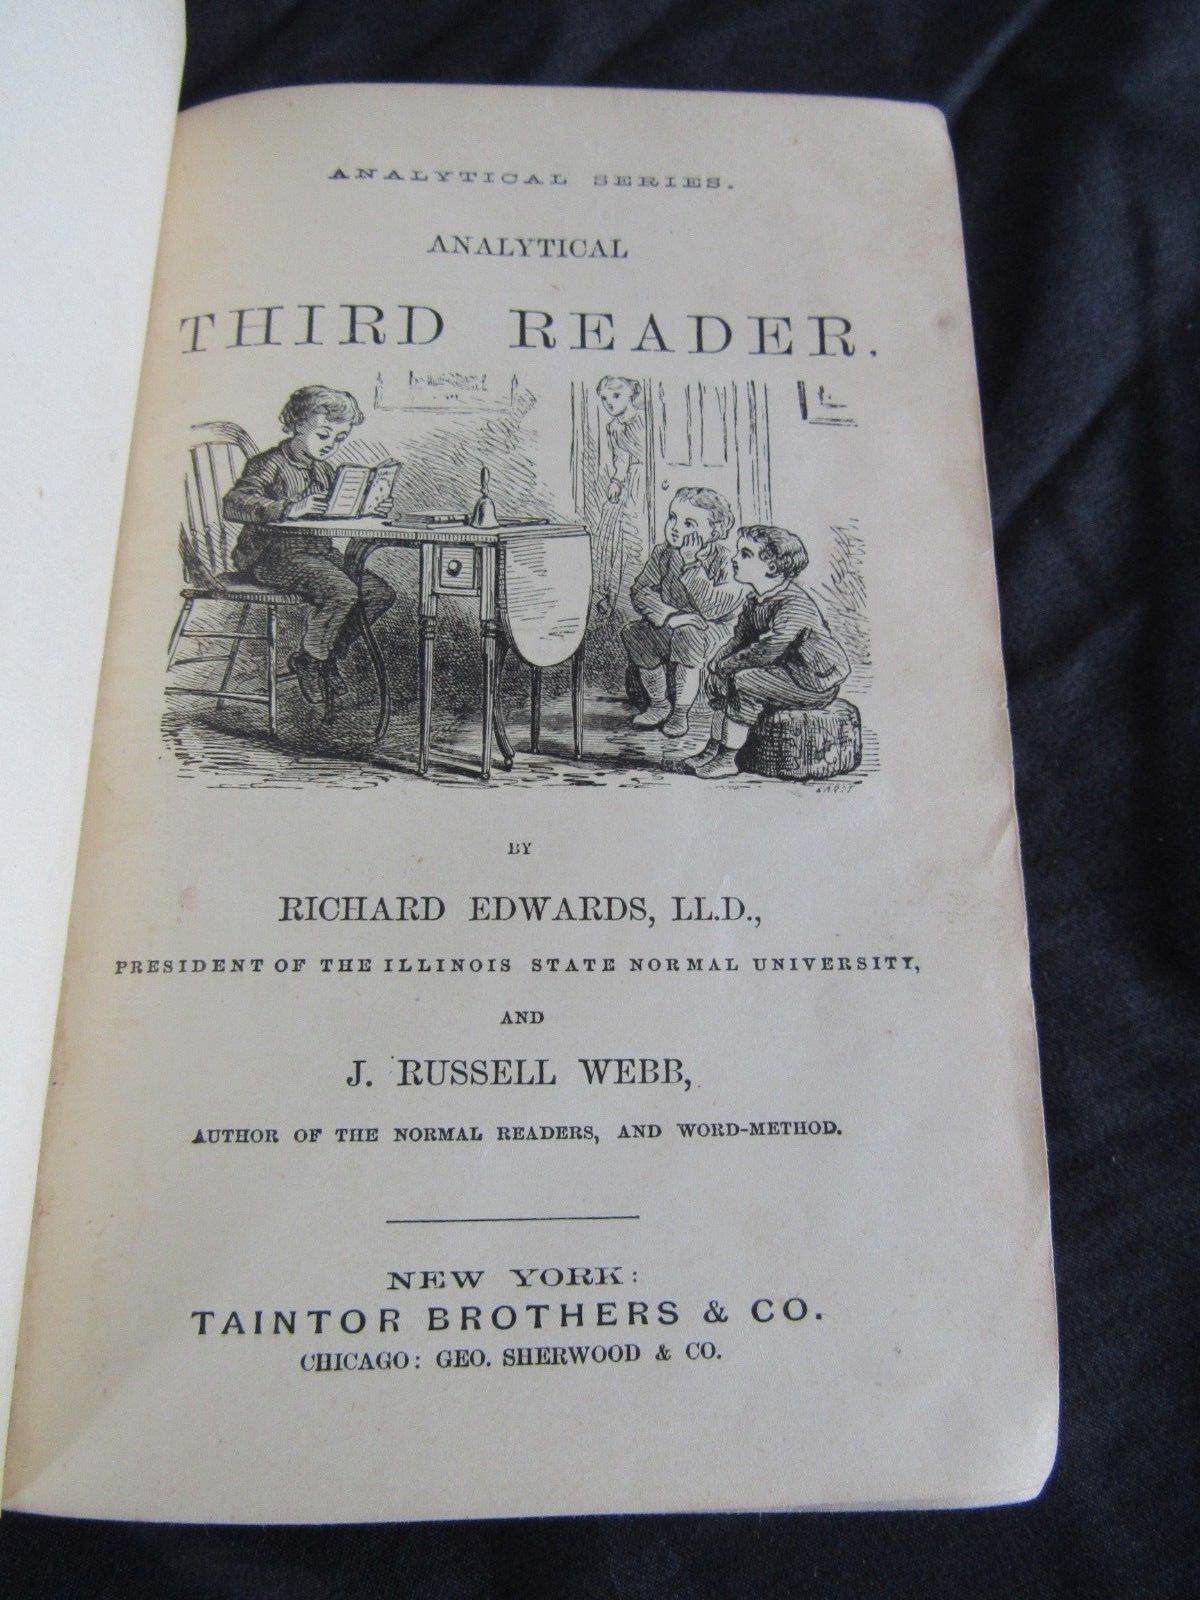 ANALYTICAL SERIES.
ANALYTICAL
THIRD READER.
BY
RICHARD EDWARDS, LL.D.,
PRESIDENT OF THE ILLINOIS STATE NORMAL UNIVERSITY,
AND
J. RUSSELL WEBB,
AUTHOR OF THE NORMAL READERS, AND WORD-METHOD.
NEW YORK:
TAINTOR BROTHERS & CO.
CHICAGO: GEO. SHERWOOD & CO.